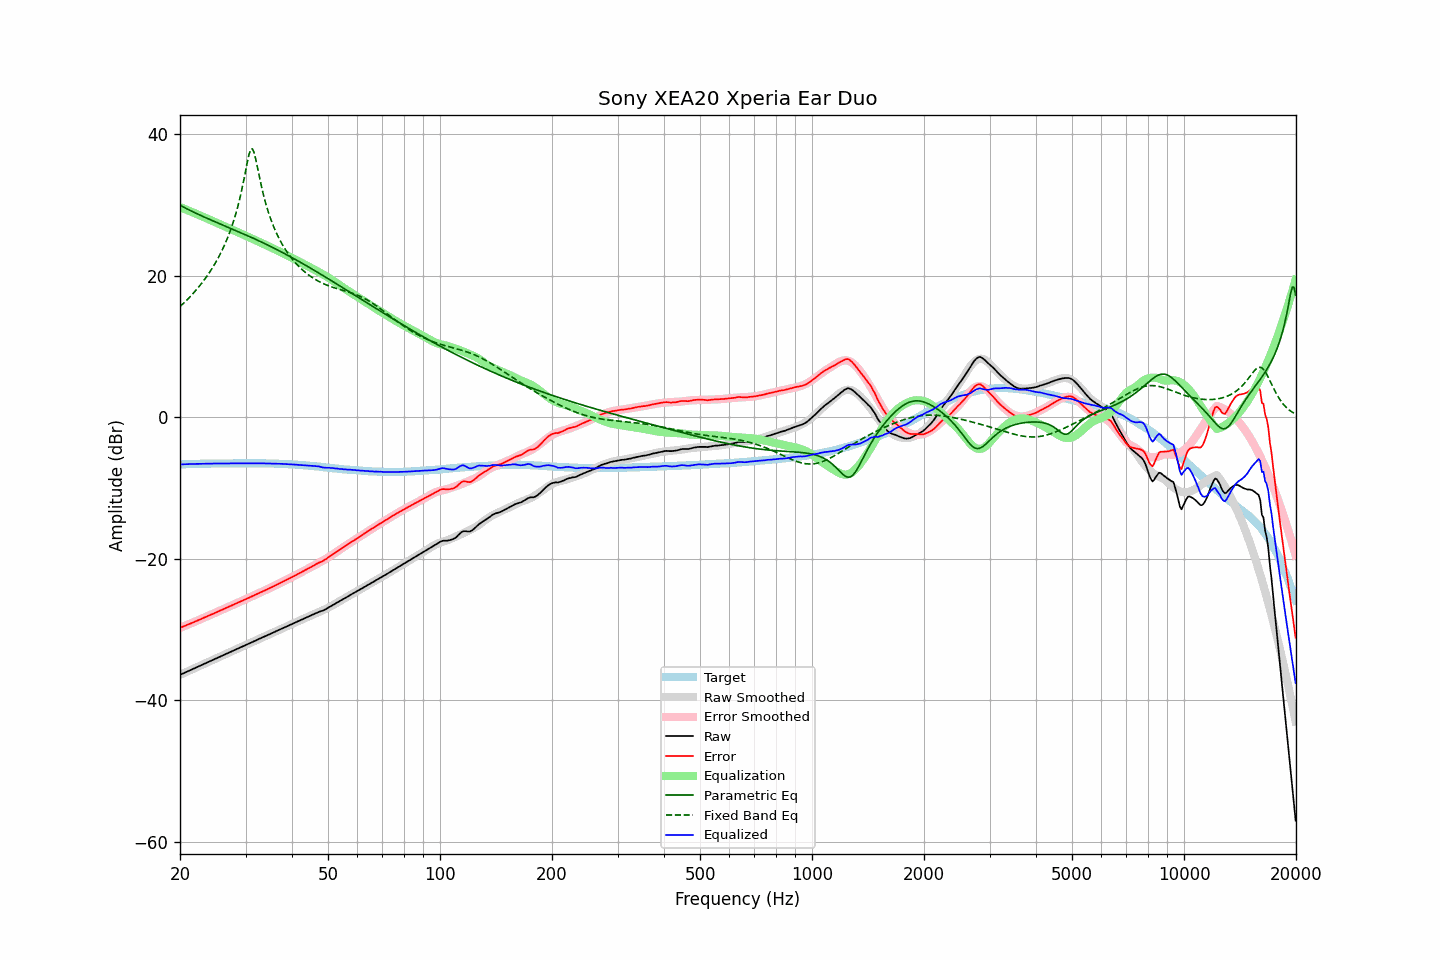 Sony XEA20 Xperia Ear Duo
Amplitude (dBr)
40
20
0
−20
−40
−60
Target
Raw Smoothed
Error Smoothed
Raw
Error
Equalization
Parametric Eq
Fixed Band Eq
Equalized
20 50 100 200 500 1000 2000 5000 10000 20000
Frequency (Hz)